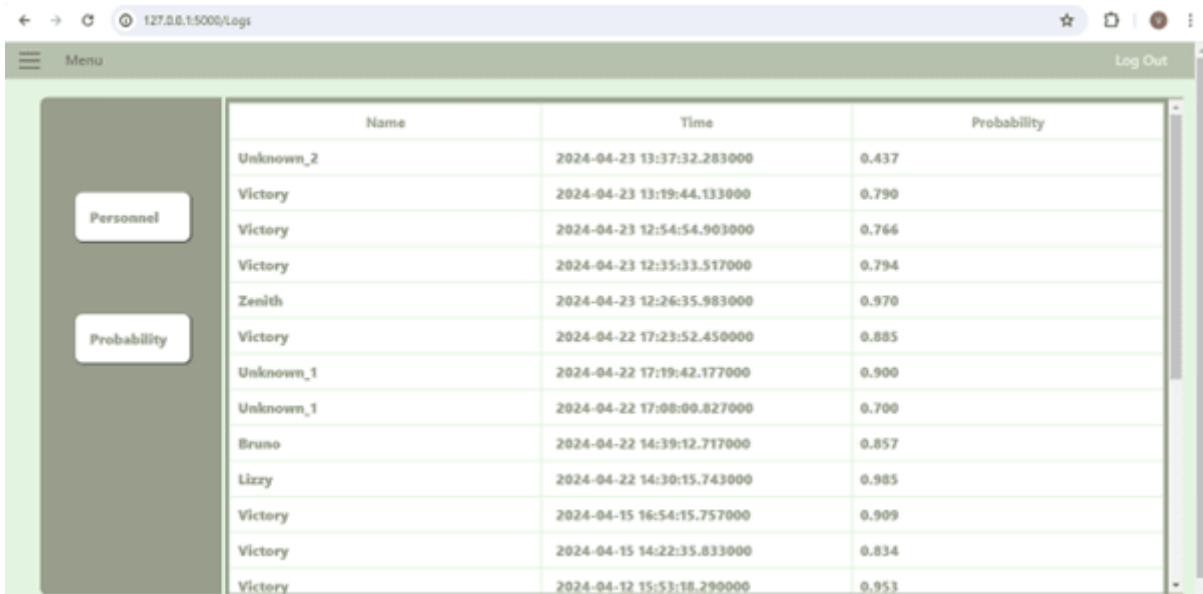 127.0.0.1:5000/Logs
Menu
Log Out
Personnel
Probability
Name Time Probability
Unknown_2 2024-04-23 13:37:32.283000 0.437
Victory 2024-04-23 13:19:44.133000 0.790
Victory 2024-04-23 12:54:54.903000 0.766
Victory 2024-04-23 12:35:33.517000 0.794
Zenith 2024-04-23 12:26:35.983000 0.970
Victory 2024-04-22 17:23:52.450000 0.885
Unknown_1 2024-04-22 17:19:42.177000 0.900
Unknown_1 2024-04-22 17:08:00.827000 0.700
Bruno 2024-04-22 14:39:12.717000 0.857
Lizzy 2024-04-22 14:30:15.743000 0.985
Victory 2024-04-15 16:54:15.757000 0.909
Victory 2024-04-15 14:22:35.833000 0.834
Victory 2024-04-12 15:53:18.290000 0.953